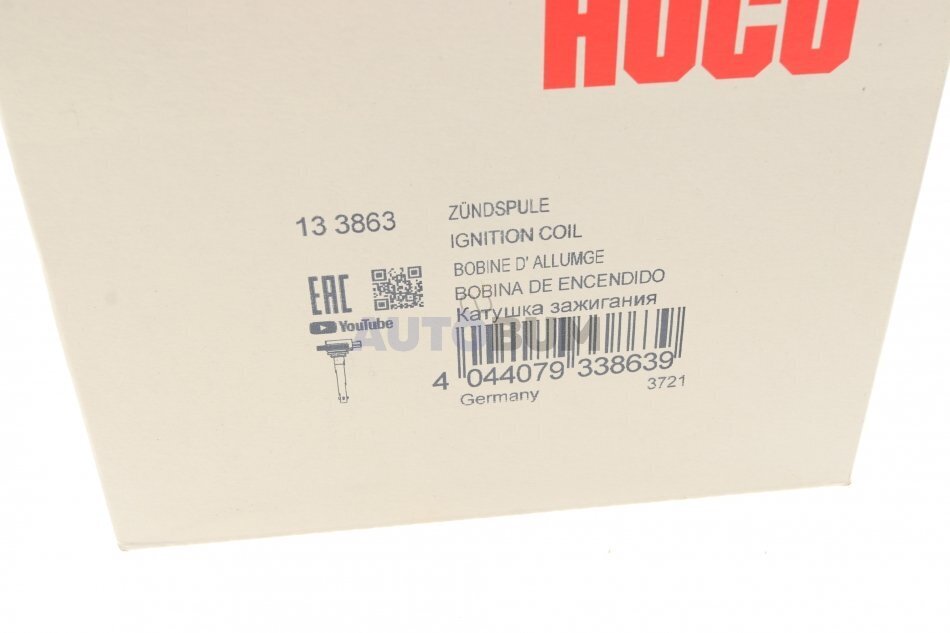 HUCO
13 3863
ZÜNDSPULE
IGNITION COIL
BOBINE D' ALLUMGE
BOBINA DE ENCENDIDO
Катушка зажигания
EAC
YouTube
AUTOBUM
4 044079 338639
Germany
3721